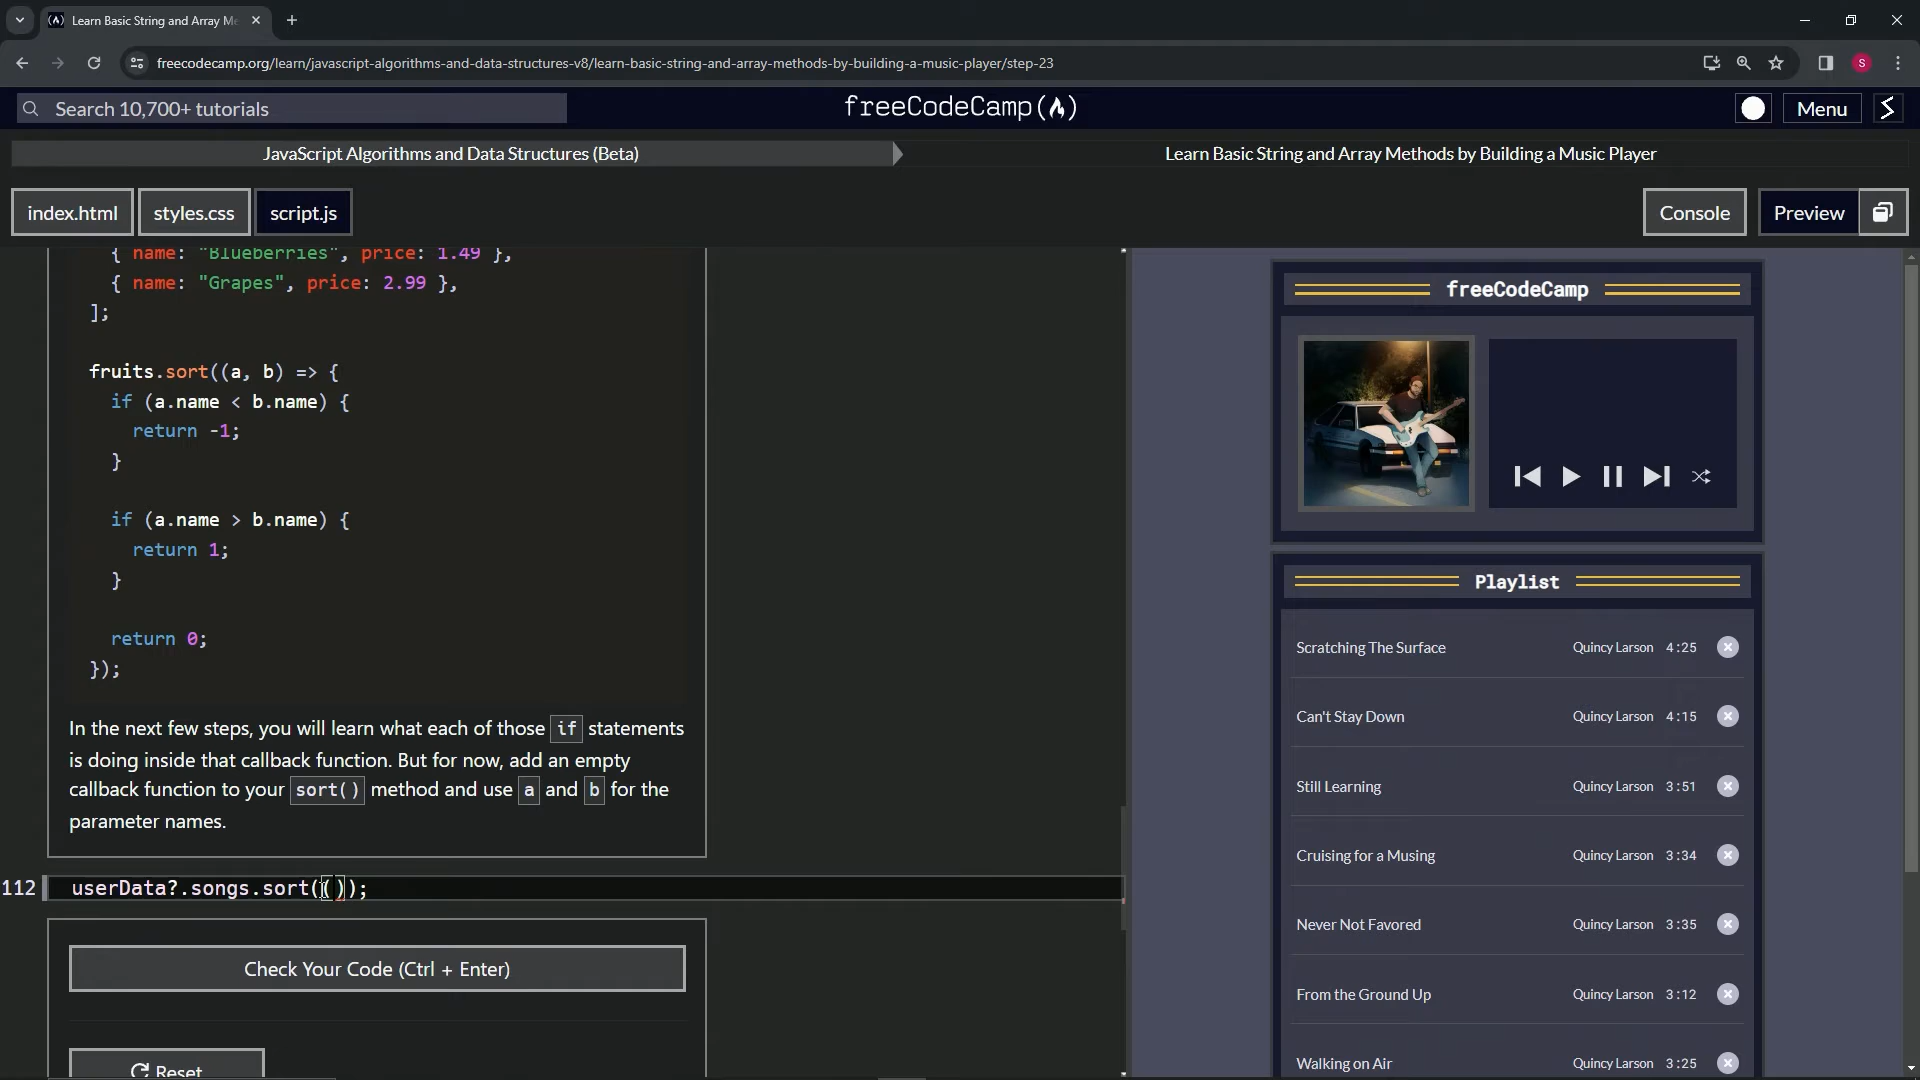 Learn Basic String and Array Me
freecodecamp.org/learn/javascript-algorithms-and-data-structures-v8/learn-basic-string-and-array-methods-by-building-a-music-player/step-23
S
Search 10,700+ tutorials
freeCodeCamp(🔥)
Menu
JavaScript Algorithms and Data Structures (Beta)
Learn Basic String and Array Methods by Building a Music Player
index.html
styles.css
script.js
Console
Preview
{ name: "Blueberries", price: 1.49 },
{ name: "Grapes", price: 2.99 },
];
fruits.sort((a, b) => {
if (a.name < b.name) {
return -1;
}
if (a.name > b.name) {
return 1;
}
return 0;
});
In the next few steps, you will learn what each of those if statements
is doing inside that callback function. But for now, add an empty
callback function to your sort() method and use a and b for the
parameter names.
112 userData?.songs.sort(());
Check Your Code (Ctrl + Enter)
Reset
freeCodeCamp
Playlist
Scratching The Surface Quincy Larson 4:25
Can't Stay Down Quincy Larson 4:15
Still Learning Quincy Larson 3:51
Cruising for a Musing Quincy Larson 3:34
Never Not Favored Quincy Larson 3:35
From the Ground Up Quincy Larson 3:12
Walking on Air Quincy Larson 3:25